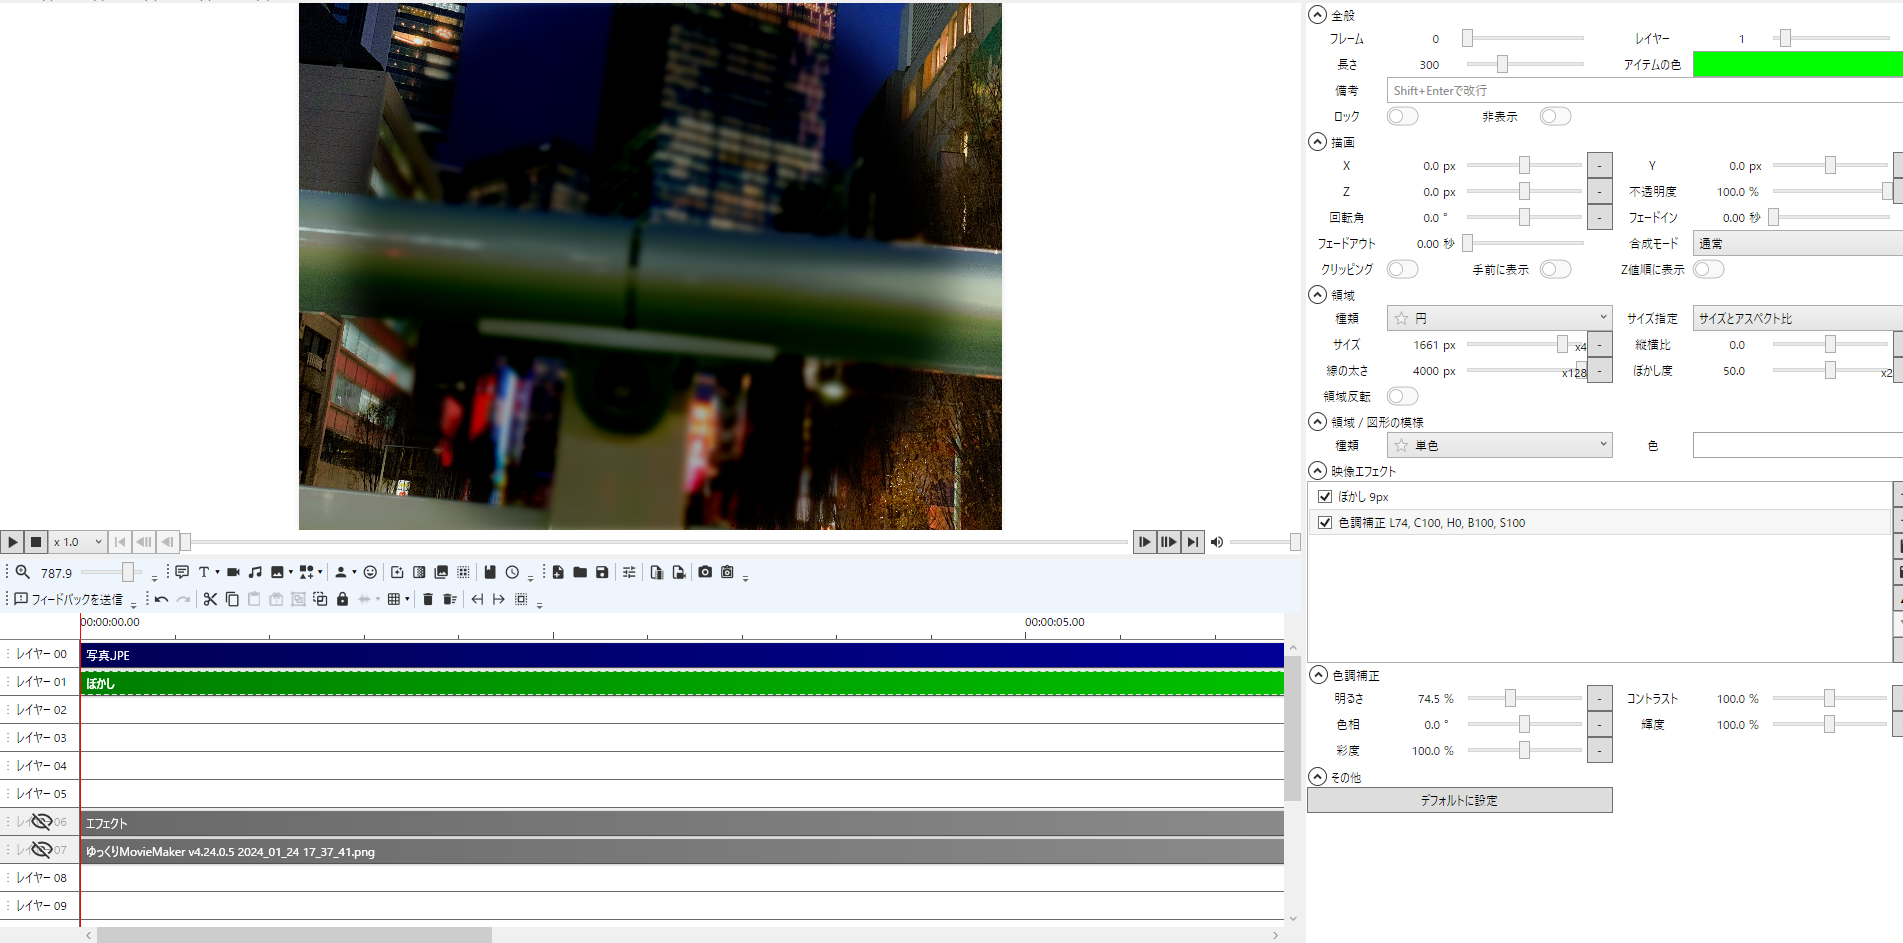 全般
フレーム 0 レイヤー 1
長さ 300 アイテムの色
備考 Shift+Enterで改行
ロック 非表示
描画
X 0.0 px - Y 0.0 px
Z 0.0 px - 不透明度 100.0 %
回転角 0.0 ° - フェードイン 0.00 秒
フェードアウト 0.00 秒 合成モード 通常
クリッピング 手前に表示 Z値順に表示
領域
種類 円 サイズ指定 サイズとアスペクト比
サイズ 1661 px x4 - 縦横比 0.0
線の太さ 4000 px x128 - ぼかし度 50.0 x2
領域反転
領域 / 図形の模様
種類 単色 色
映像エフェクト
ぼかし 9px
色調補正 L74, C100, H0, B100, S100
色調補正
明るさ 74.5 % - コントラスト 100.0 %
色相 0.0 ° - 輝度 100.0 %
彩度 100.0 % -
その他
デフォルトに設定
x 1.0
787.9
フィードバックを送信
00:00:00.00 00:00:05.00
レイヤー 00 写真.JPE
レイヤー 01 ぼかし
レイヤー 02
レイヤー 03
レイヤー 04
レイヤー 05
06 エフェクト
07 ゆっくりMovieMaker v4.24.0.5 2024_01_24 17_37_41.png
レイヤー 08
レイヤー 09